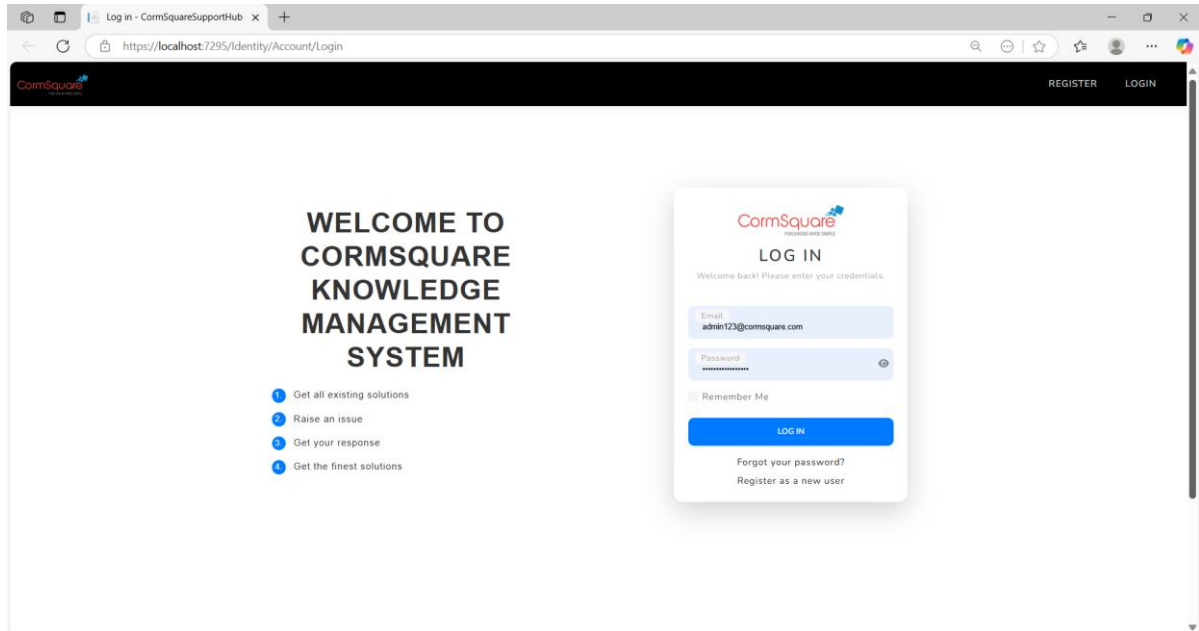 Log in - CormSquareSupportHub
https://localhost:7295/Identity/Account/Login
CormSquare
REGISTER LOGIN
WELCOME TO
CORMSQUARE
KNOWLEDGE
MANAGEMENT
SYSTEM
1. Get all existing solutions
2. Raise an issue
3. Get your response
4. Get the finest solutions
CormSquare
PURCHASING MADE SIMPLE
LOG IN
Welcome back! Please enter your credentials.
Email
admin123@cormsquare.com
Password
Remember Me
LOG IN
Forgot your password?
Register as a new user